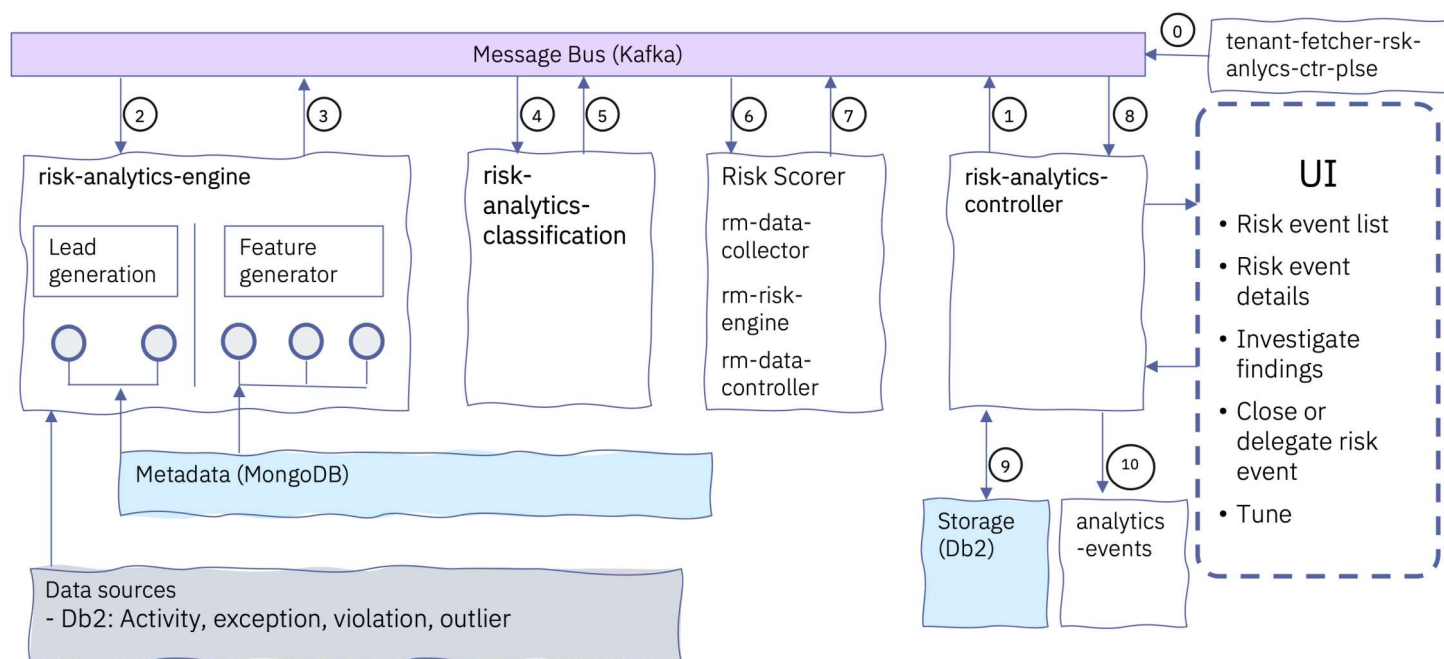 Message Bus (Kafka)
0
tenant-fetcher-rsk-
anlycs-ctr-plse
2
3
4
5
6
7
1
8
risk-analytics-engine
Lead
generation
Feature
generator
risk-
analytics-
classification
Risk Scorer
rm-data-
collector
rm-risk-
engine
rm-data-
controller
risk-analytics-
controller
UI
• Risk event list
• Risk event
details
• Investigate
findings
• Close or
delegate risk
event
• Tune
Metadata (MongoDB)
9
10
Storage
(Db2)
analytics
-events
Data sources
- Db2: Activity, exception, violation, outlier